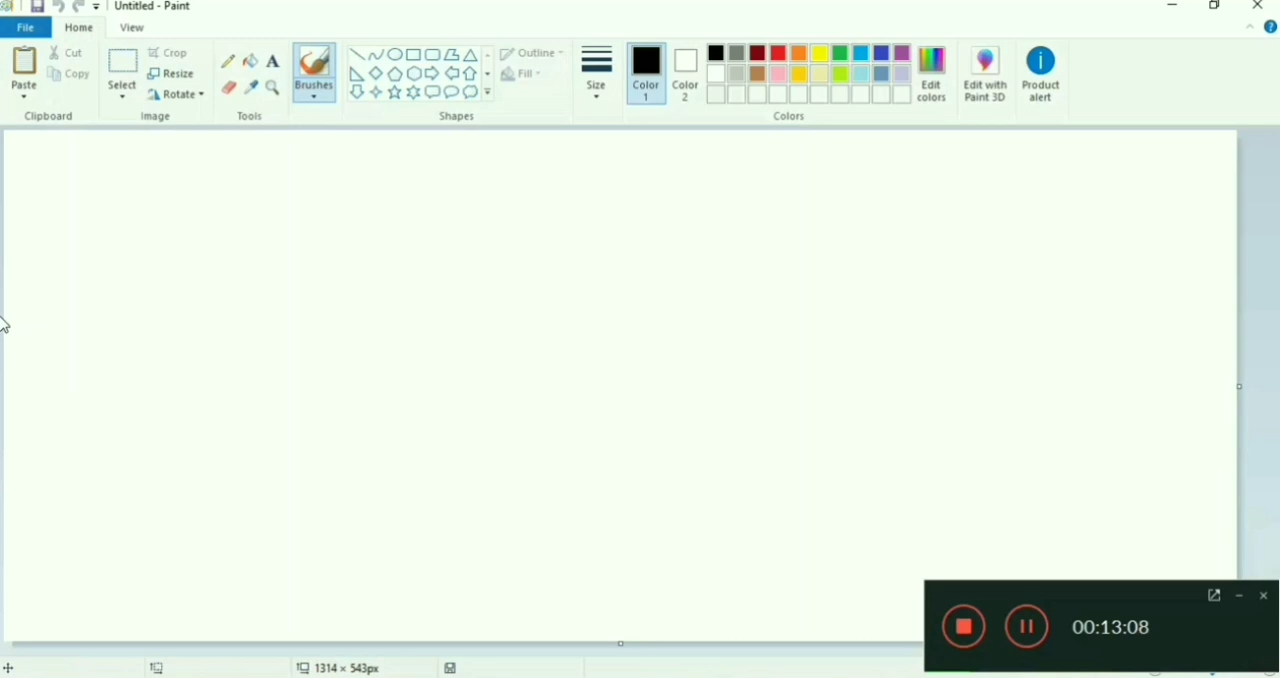 Untitled - Paint
File Home View
Paste
Cut
Copy
Clipboard
Select
Crop
Resize
Rotate
Image
A
Tools
Brushes
Outline
Fill
Shapes
Size
Color 1
Color 2
Edit colors
Colors
Edit with Paint 3D
Product alert
00:13:08
1314 × 543px